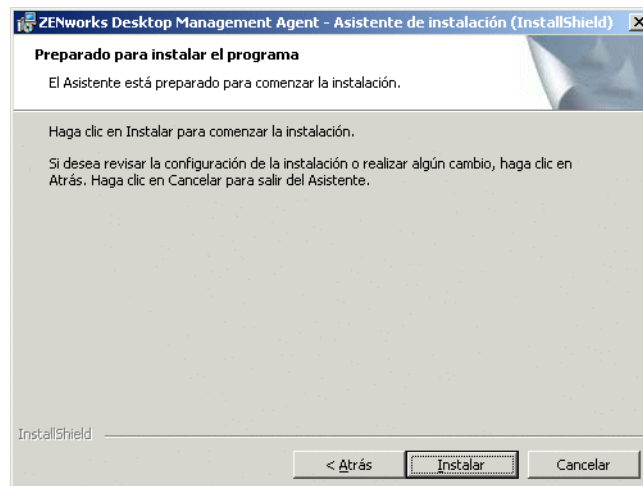 ZENworks Desktop Management Agent - Asistente de instalación (InstallShield)
Preparado para instalar el programa
El Asistente está preparado para comenzar la instalación.
Haga clic en Instalar para comenzar la instalación.
Si desea revisar la configuración de la instalación o realizar algún cambio, haga clic en
Atrás. Haga clic en Cancelar para salir del Asistente.
InstallShield
< Atrás
Instalar
Cancelar